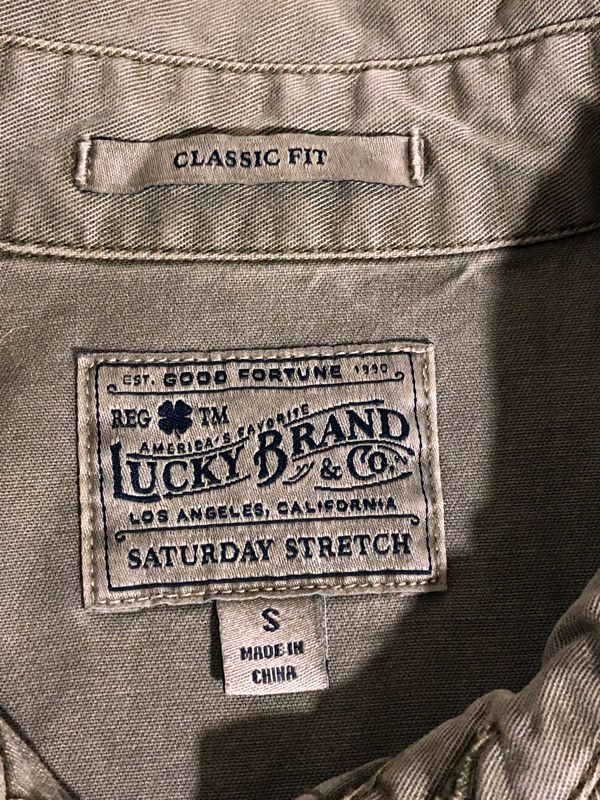 CLASSIC FIT
EST. GOOD FORTUNE 1990
REG TM
AMERICA'S FAVORITE
LUCKY BRAND
& Co.
LOS ANGELES, CALIFORNIA
SATURDAY STRETCH
S
MADE IN
CHINA